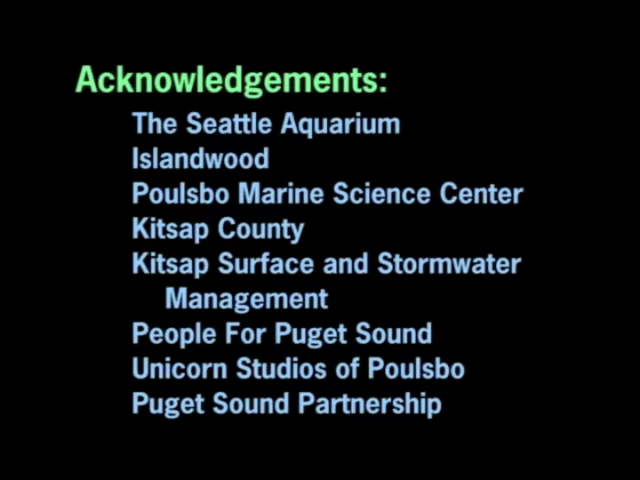 Acknowledgements:
The Seattle Aquarium
Islandwood
Poulsbo Marine Science Center
Kitsap County
Kitsap Surface and Stormwater
Management
People For Puget Sound
Unicorn Studios of Poulsbo
Puget Sound Partnership